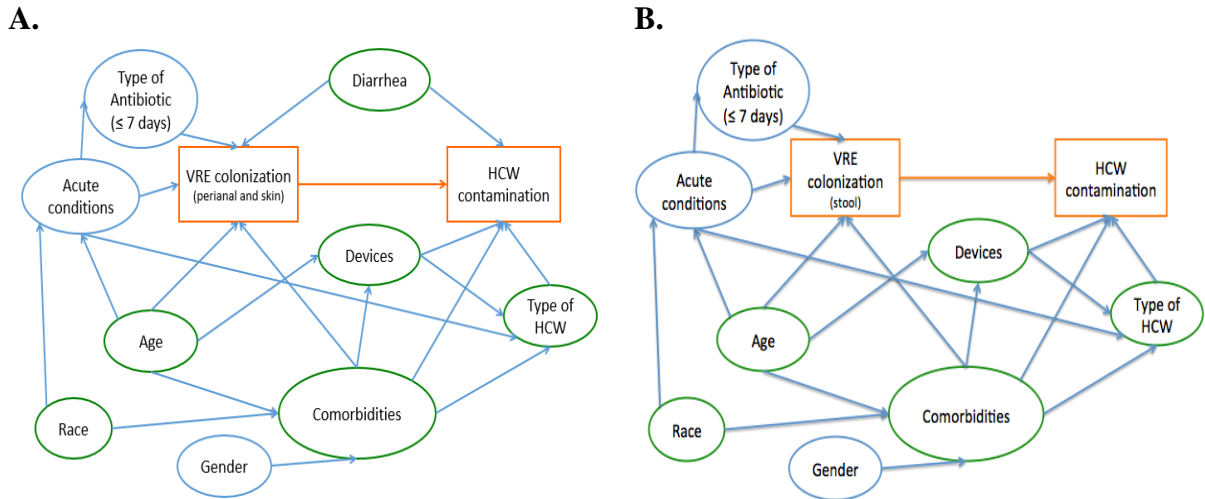 A.
Type of
Antibiotic
(≤ 7 days)
Diarrhea
VRE colonization
(perianal and skin)
HCW
contamination
Acute
conditions
Devices
Type of
HCW
Age
Comorbidities
Race
Gender
B.
Type of
Antibiotic
(≤ 7 days)
VRE
colonization
(stool)
HCW
contamination
Acute
conditions
Devices
Type of
HCW
Age
Comorbidities
Race
Gender